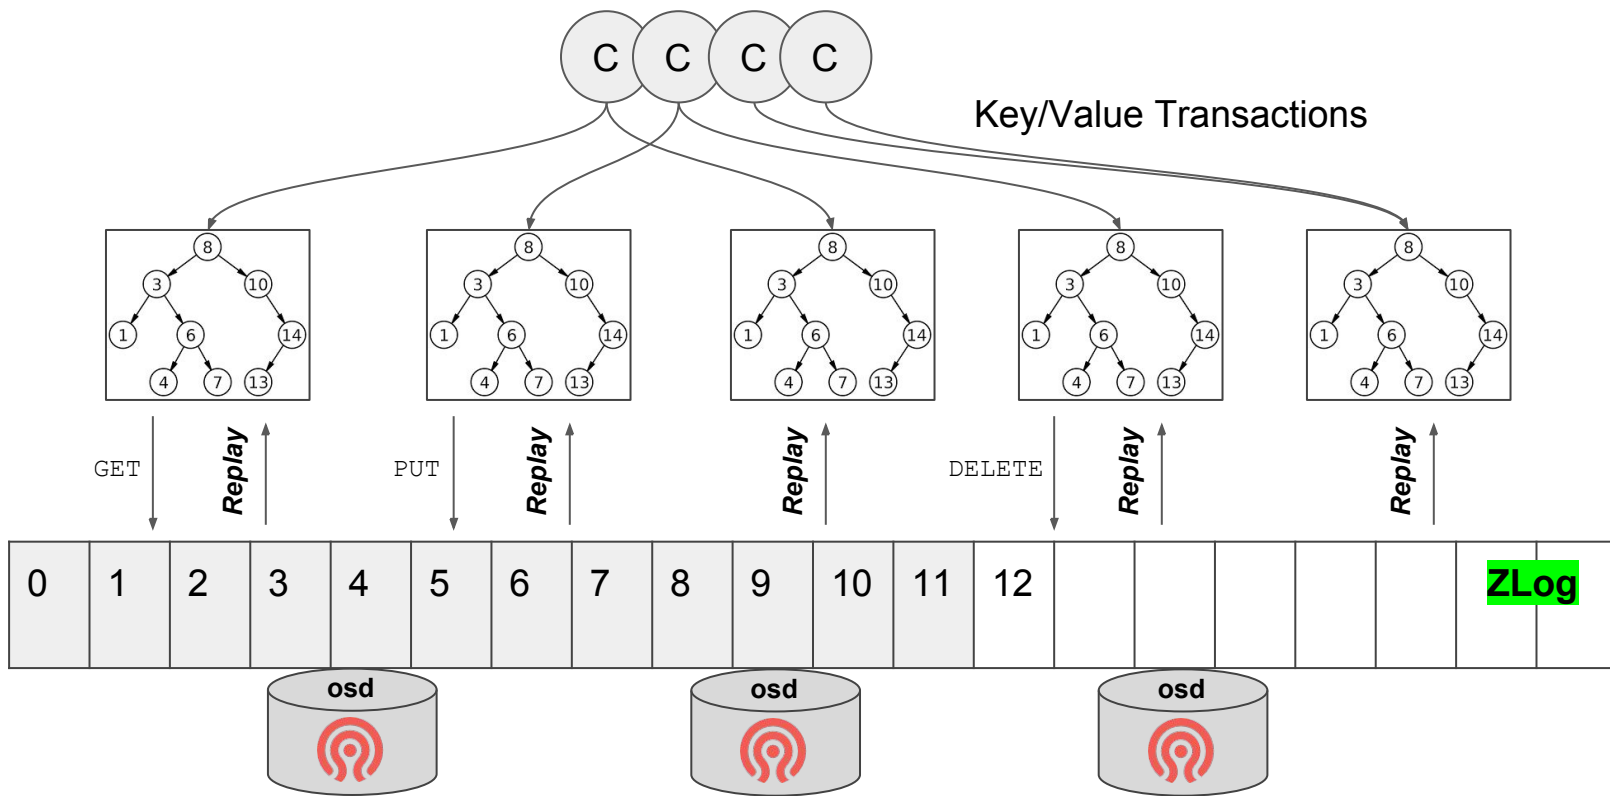 C C C C
Key/Value Transactions
8 8 8 8 8
3 10 3 10 3 10 3 10 3 10
1 6 14 1 6 14 1 6 14 1 6 14 1 6 14
4 7 13 4 7 13 4 7 13 4 7 13 4 7 13
GET Replay PUT Replay Replay DELETE Replay Replay
0 1 2 3 4 5 6 7 8 9 10 11 12 ZLog
osd osd osd